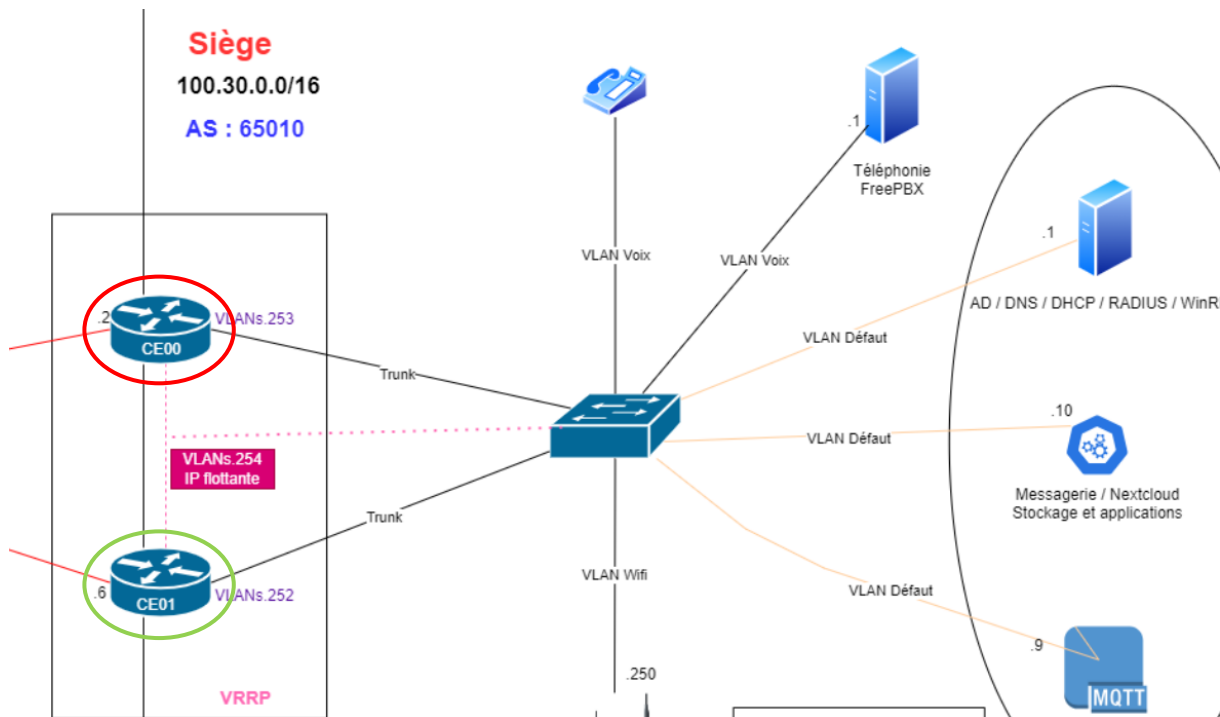 Siège
100.30.0.0/16
AS : 65010
.1
Téléphonie
FreePBX
VLAN Voix
VLAN Voix
.1
AD / DNS / DHCP / RADIUS / WinR
.2
VLANs.253
CE00
VLAN Défaut
Trunk
.10
VLAN Défaut
VLANs.254
IP flottante
Messagerie / Nextcloud
Stockage et applications
Trunk
VLAN Wifi
.6
VLANs.252
CE01
VLAN Défaut
.9
.250
MQTT
VRRP